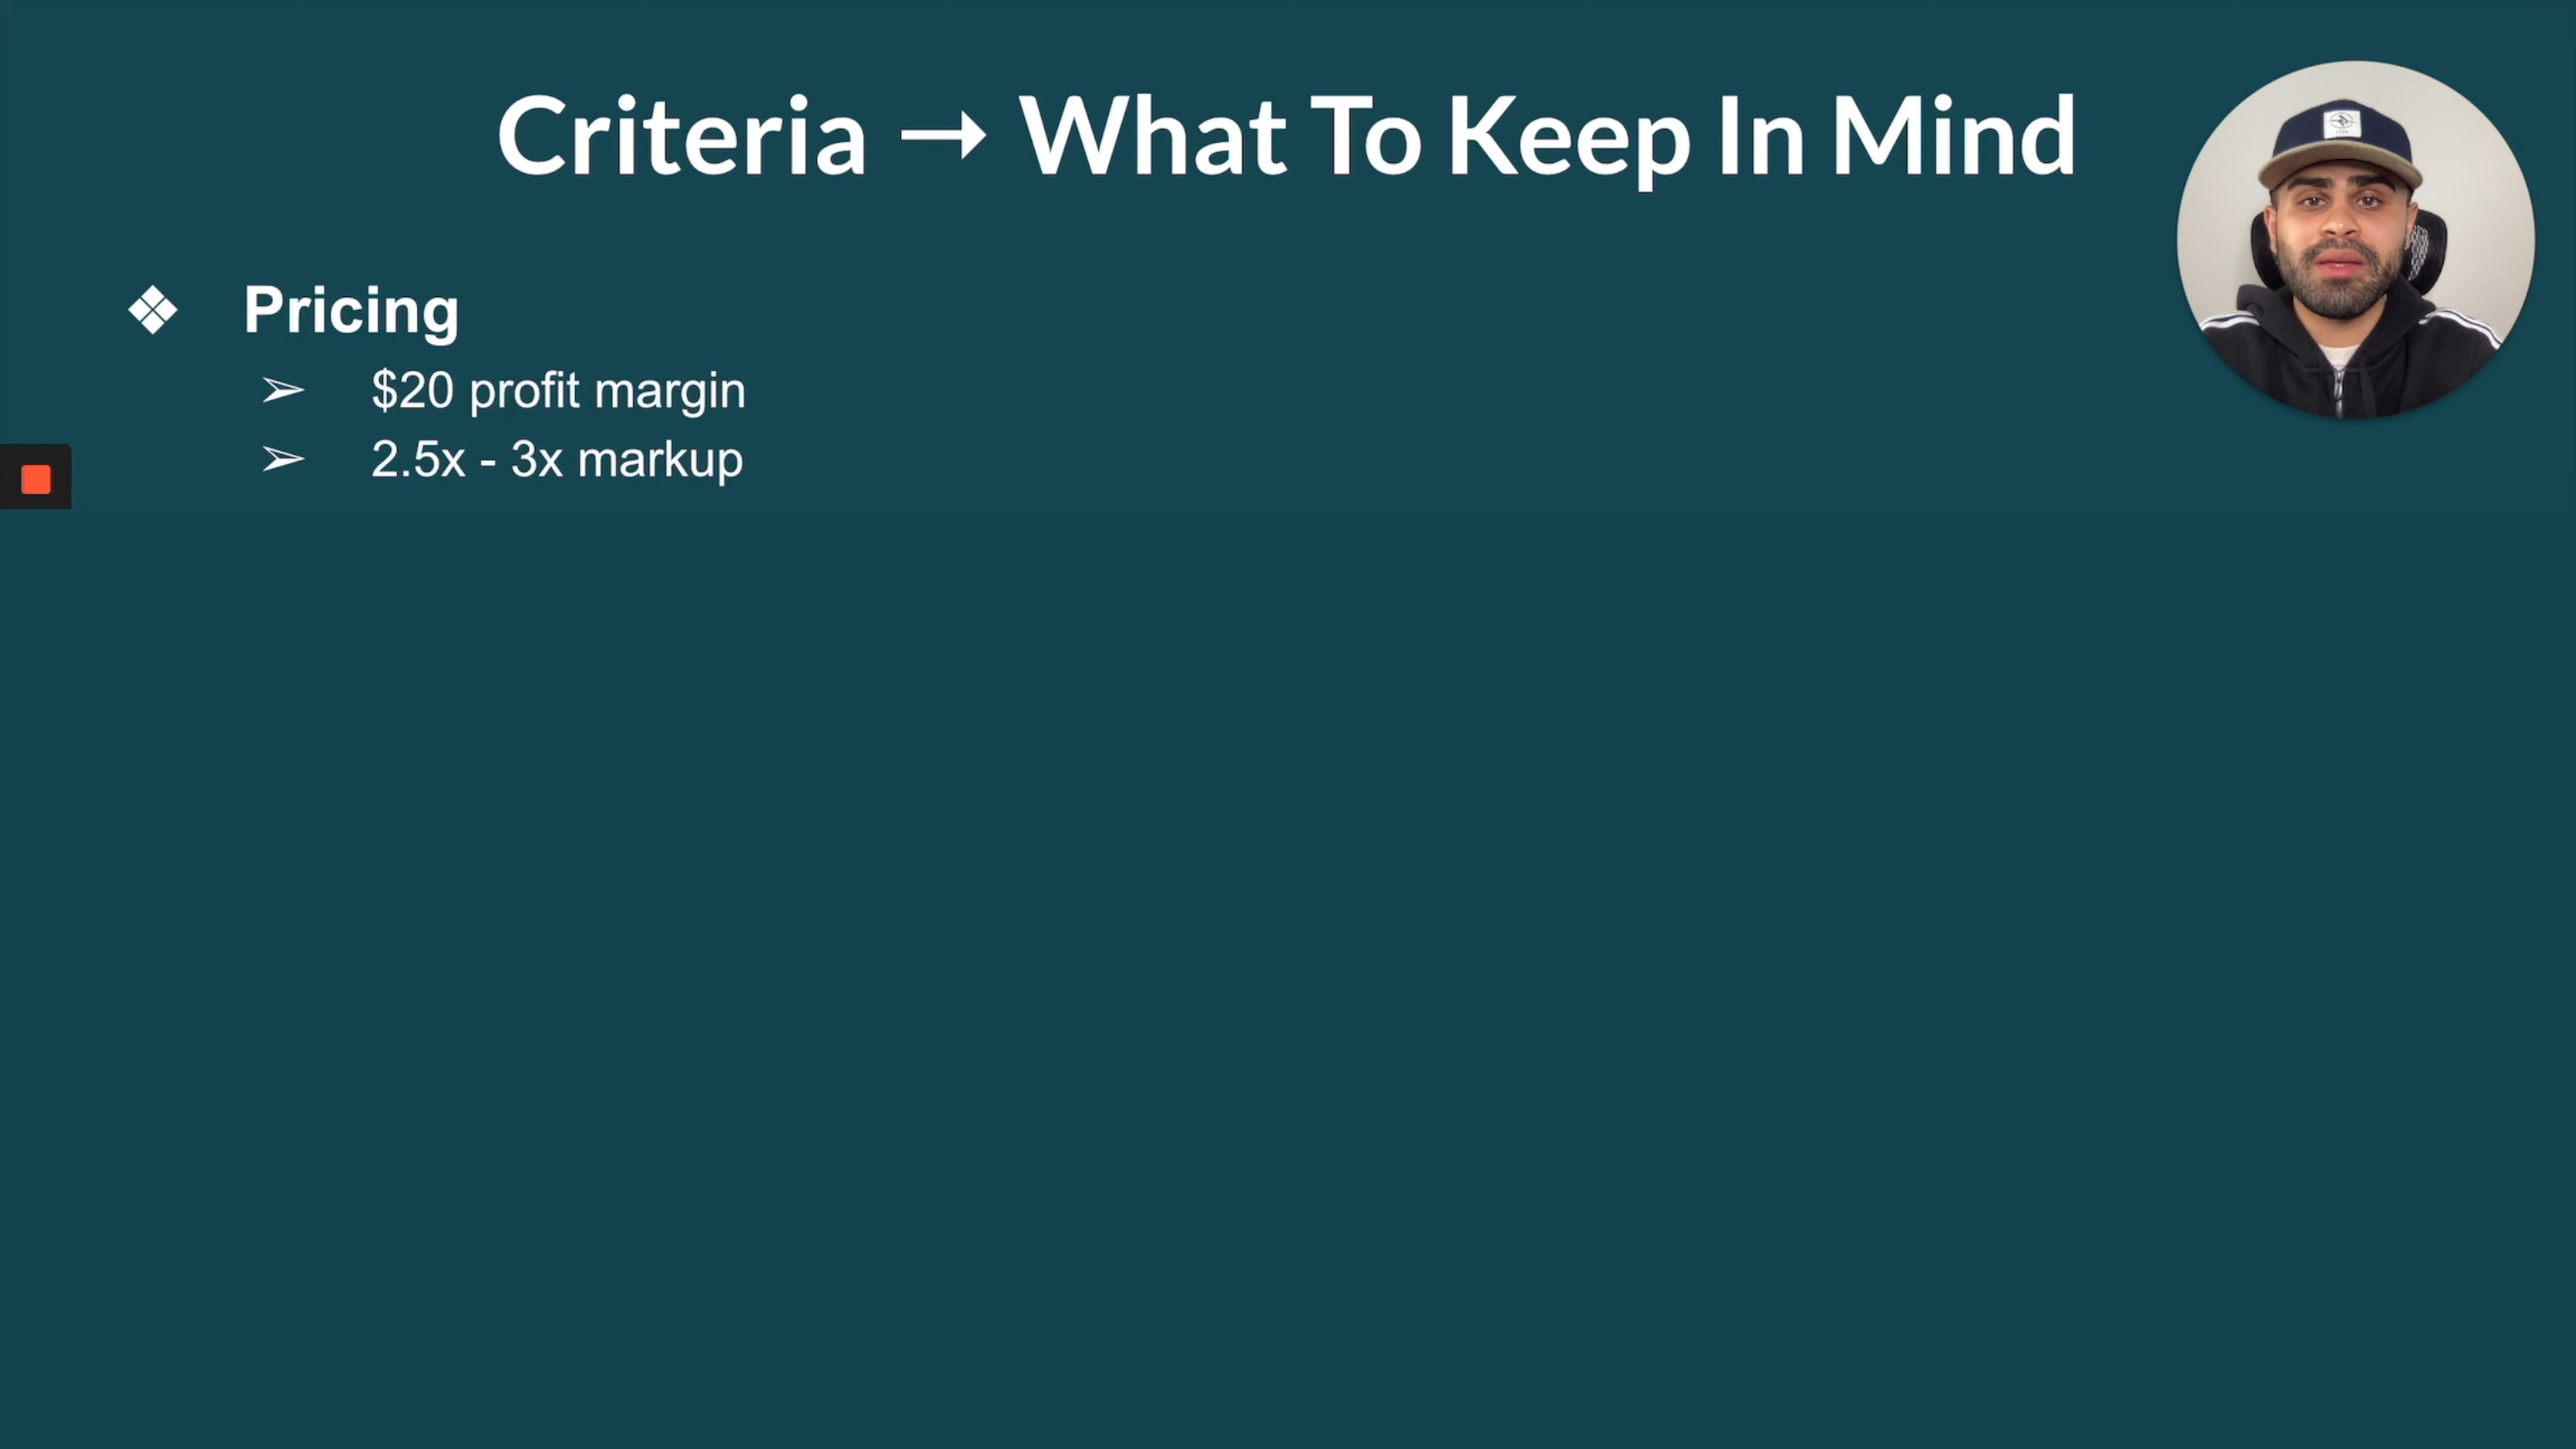 Criteria → What To Keep In Mind
❖ Pricing
➢ $20 profit margin
➢ 2.5x - 3x markup